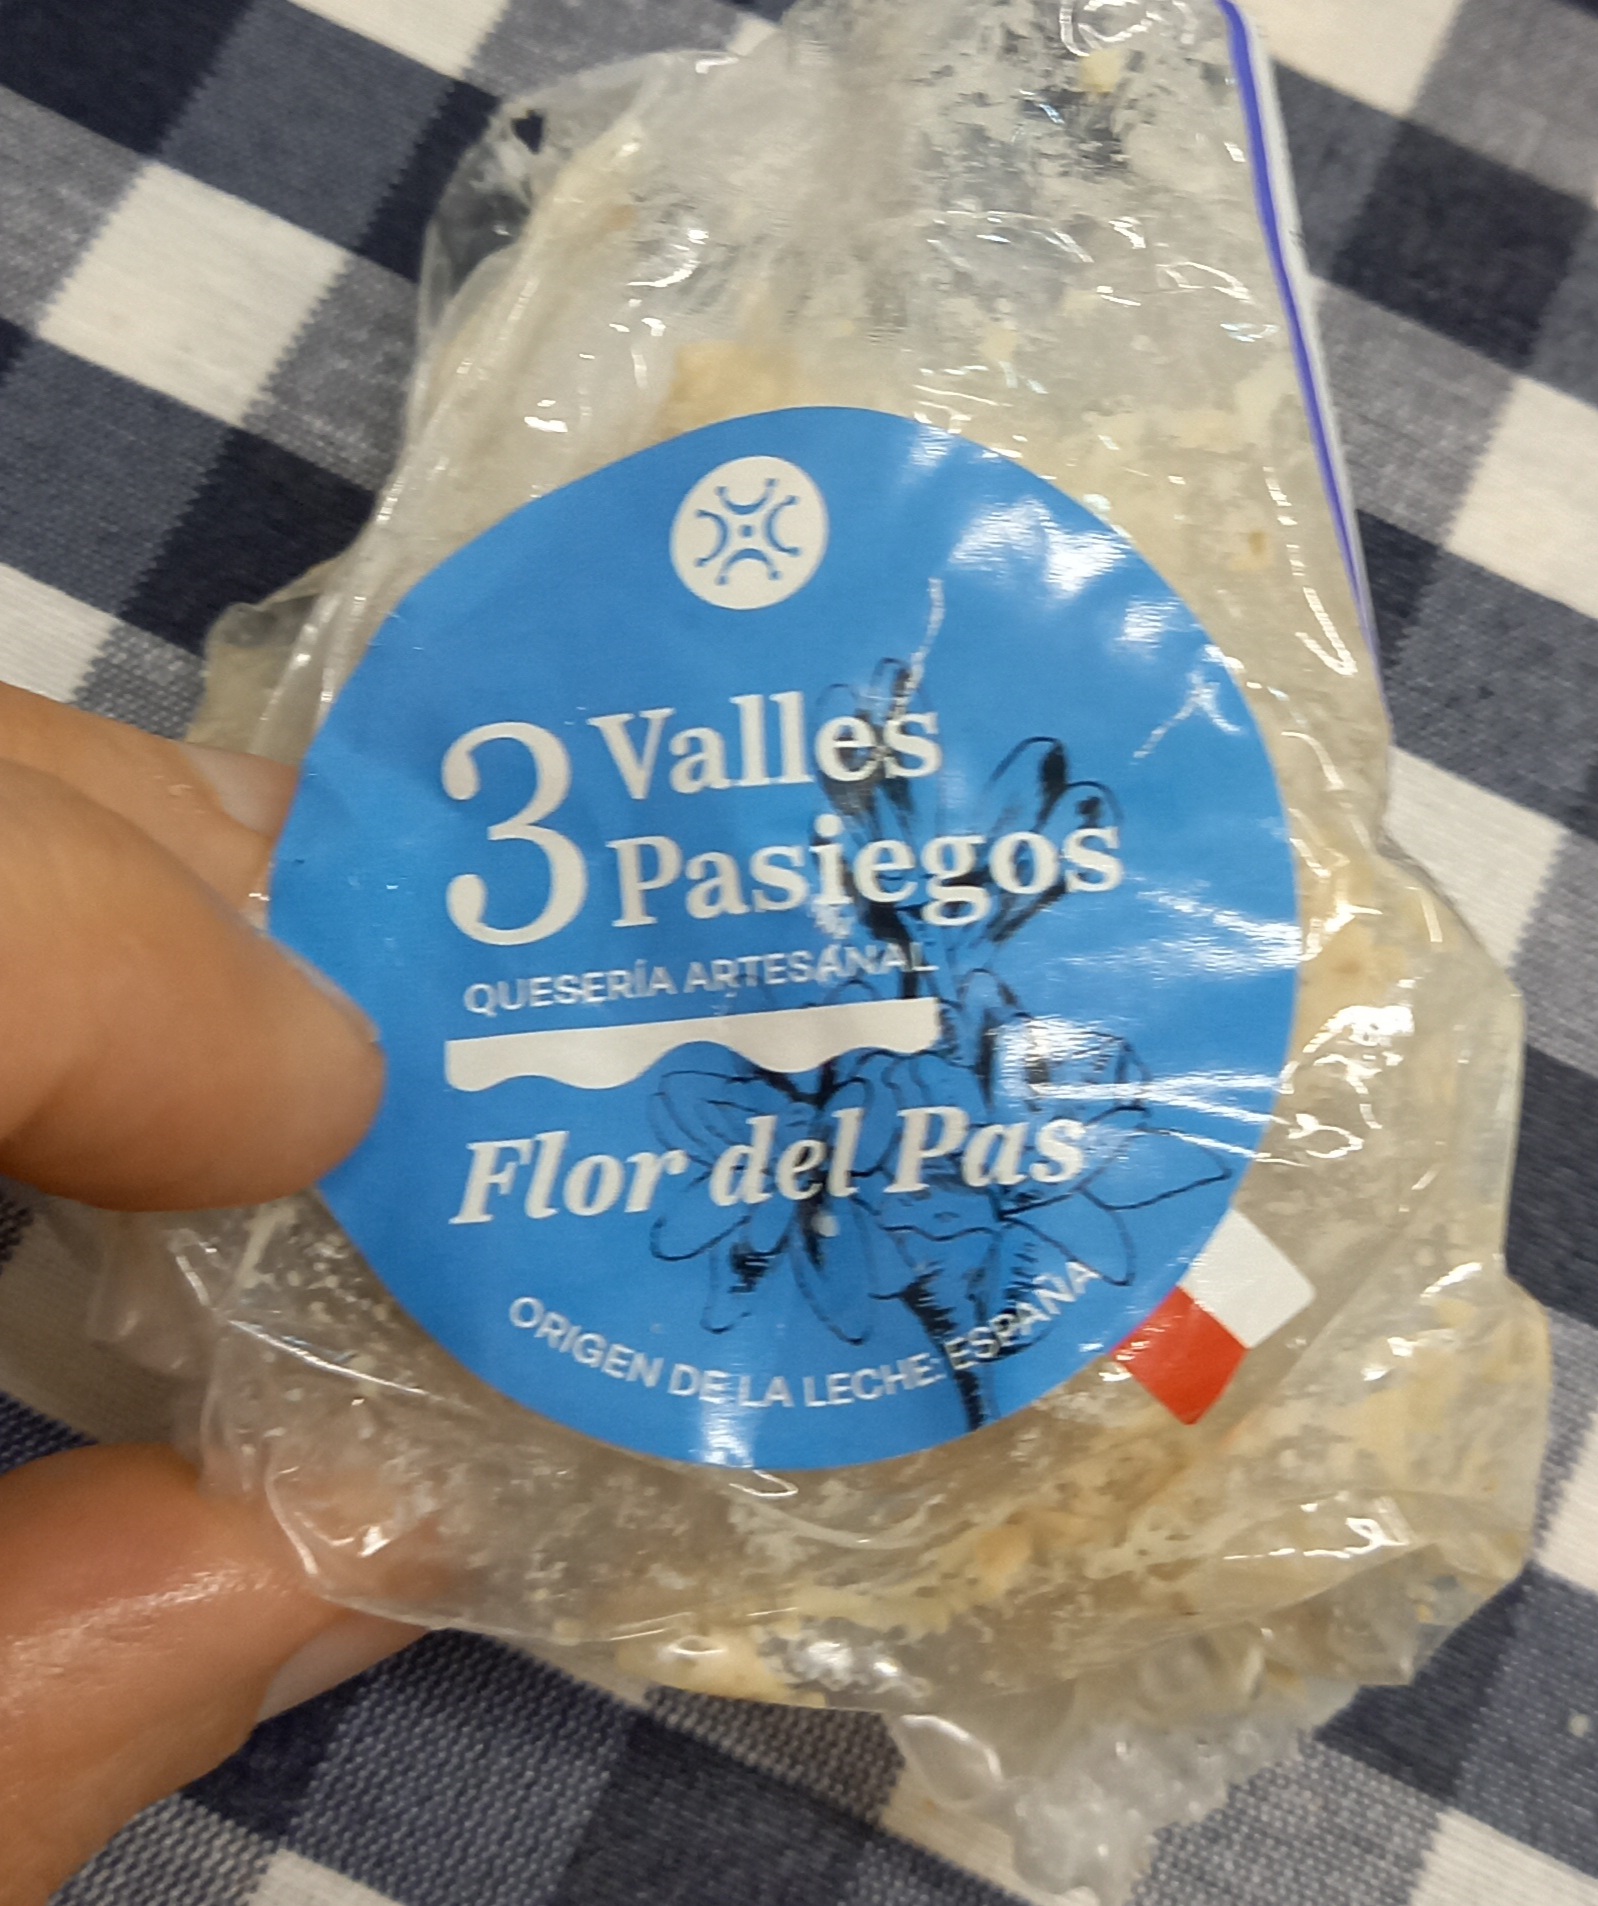 3 Valles
Pasiegos
QUESERÍA ARTESANAL
Flor del Pas
ORIGEN DE LA LECHE: ESPAÑA